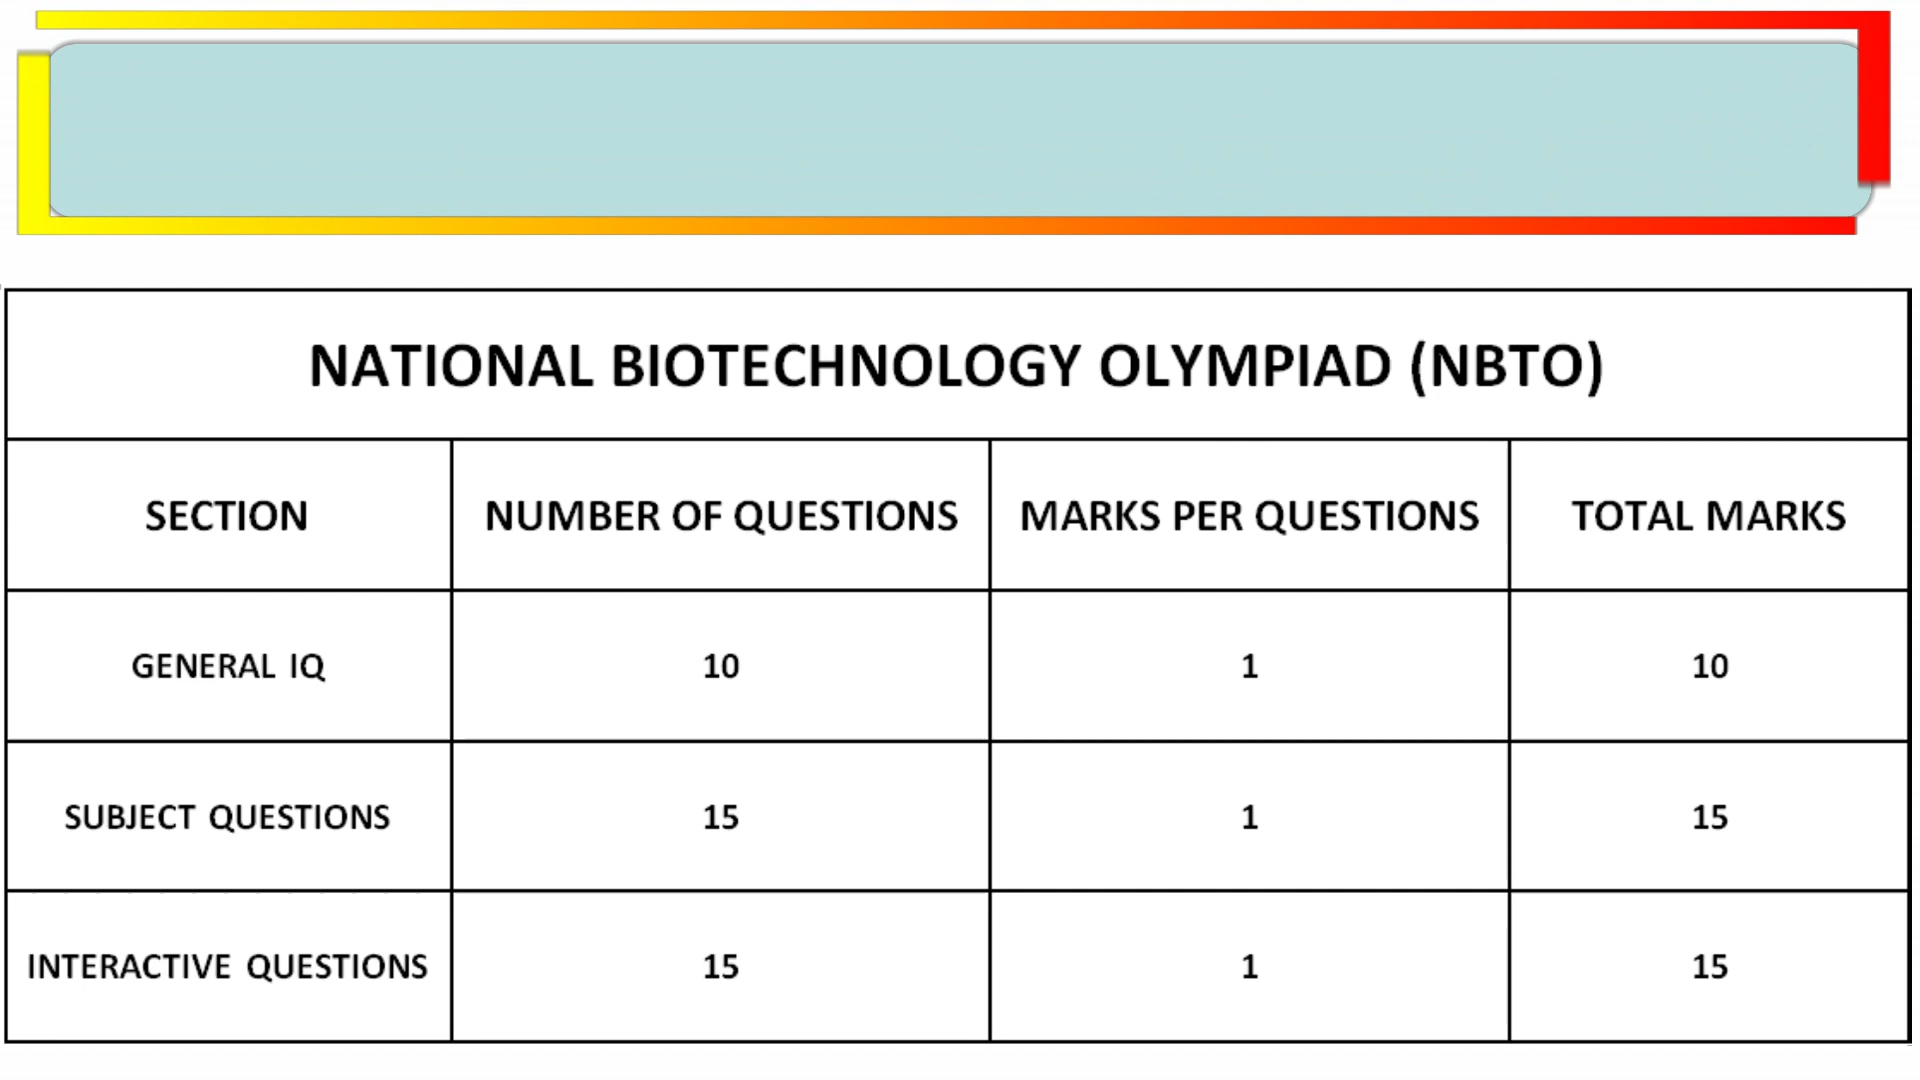 NATIONAL BIOTECHNOLOGY OLYMPIAD (NBTO)
SECTION NUMBER OF QUESTIONS MARKS PER QUESTIONS TOTAL MARKS
GENERAL IQ 10 1 10
SUBJECT QUESTIONS 15 1 15
INTERACTIVE QUESTIONS 15 1 15